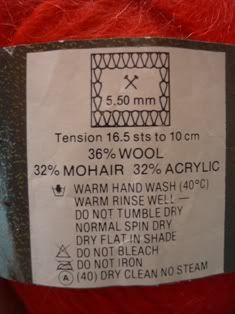 5.50 mm
Tension 16.5 sts to 10 cm
36% WOOL
32% MOHAIR 32% ACRYLIC
WARM HAND WASH (40°C)
WARM RINSE WELL —
DO NOT TUMBLE DRY
NORMAL SPIN DRY
DRY FLAT IN SHADE
DO NOT BLEACH
DO NOT IRON
A (40) DRY CLEAN NO STEAM